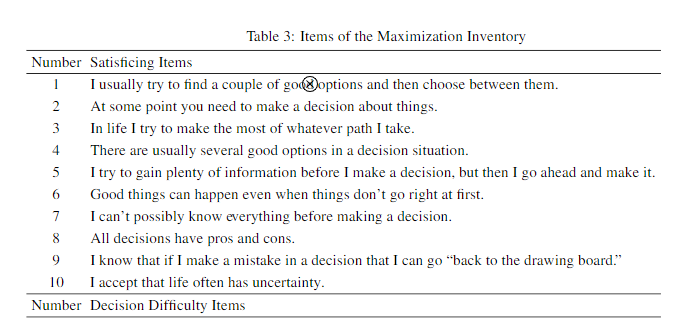 Table 3: Items of the Maximization Inventory
Number Satisficing Items
1 I usually try to find a couple of good options and then choose between them.
2 At some point you need to make a decision about things.
3 In life I try to make the most of whatever path I take.
4 There are usually several good options in a decision situation.
5 I try to gain plenty of information before I make a decision, but then I go ahead and make it.
6 Good things can happen even when things don’t go right at first.
7 I can’t possibly know everything before making a decision.
8 All decisions have pros and cons.
9 I know that if I make a mistake in a decision that I can go “back to the drawing board.”
10 I accept that life often has uncertainty.
Number Decision Difficulty Items